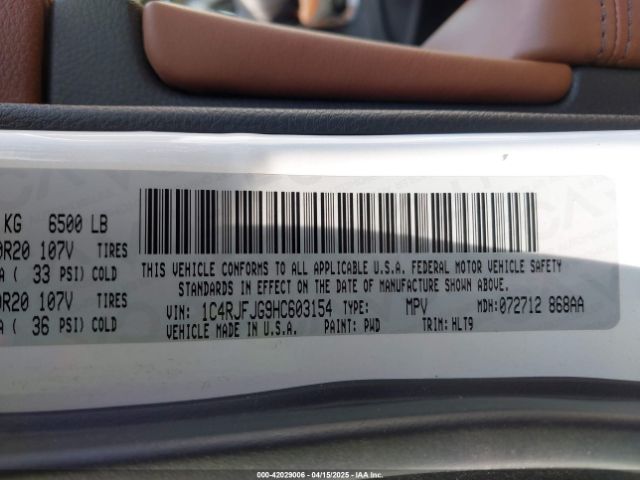 KG 6500 LB
0R20 107V TIRES
A ( 33 PSI) COLD
0R20 107V TIRES
A ( 36 PSI) COLD
THIS VEHICLE CONFORMS TO ALL APPLICABLE U.S.A. FEDERAL MOTOR VEHICLE SAFETY
STANDARDS IN EFFECT ON THE DATE OF MANUFACTURE SHOWN ABOVE.
VIN: 1C4RJFJG9HC603154 TYPE: MPV MDH: 072712 868AA
VEHICLE MADE IN U.S.A. PAINT: PWD TRIM: HLT9
000-42029006 - 04/15/2025 - IAAI.COM